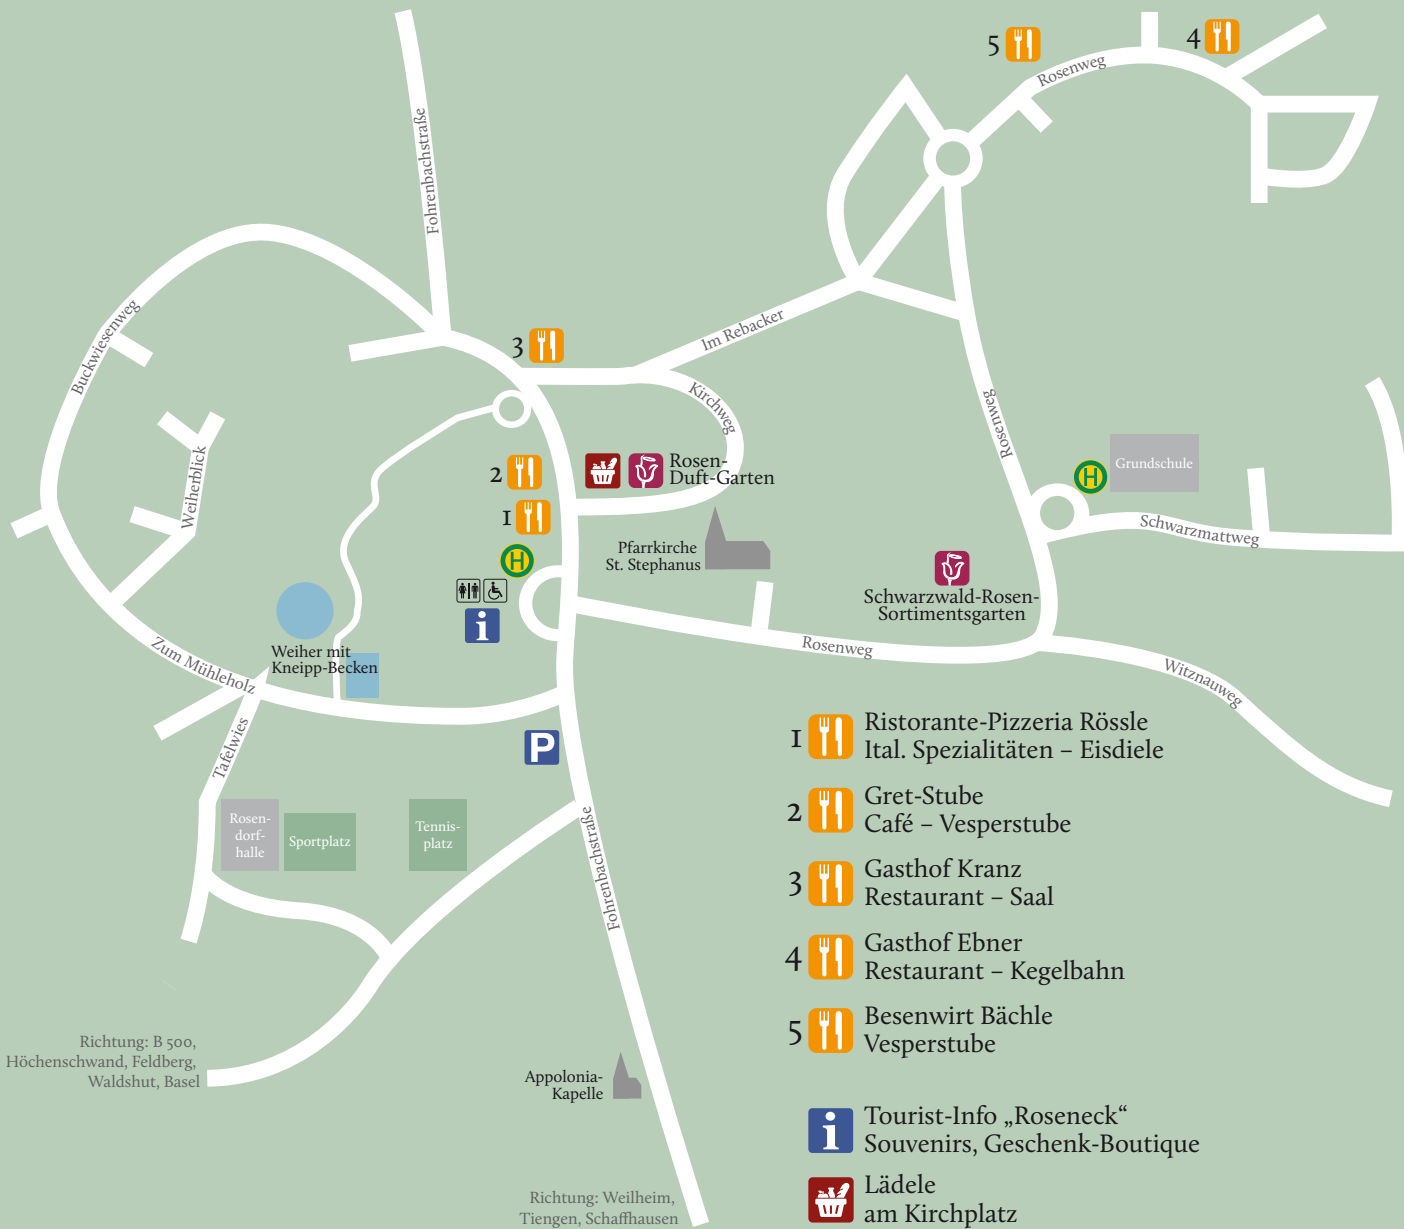 5
4
Rosenweg
Fohrenbachstraße
Buckwiesenweg
3
Im Rebacker
Kirchweg
Rosenweg
2
Rosen-
Duft-Garten
Weiherblick
1
H
Grundschule
H
Schwarzmattweg
Pfarrkirche
St. Stephanus
Schwarzwald-Rosen-
Sortimentsgarten
i
Zum Mühleholz
Weiher mit
Kneipp-Becken
Rosenweg
Witznauweg
Tafelwies
P
Rosen-
dorf-
halle
Sportplatz
Tennis-
platz
Fohrenbachstraße
1 Ristorante-Pizzeria Rössle
Ital. Spezialitäten – Eisdiele
2 Gret-Stube
Café – Vesperstube
3 Gasthof Kranz
Restaurant – Saal
4 Gasthof Ebner
Restaurant – Kegelbahn
5 Besenwirt Bächle
Vesperstube
Richtung: B 500,
Höchenschwand, Feldberg,
Waldshut, Basel
Appolonia-
Kapelle
i Tourist-Info „Roseneck“
Souvenirs, Geschenk-Boutique
Lädele
am Kirchplatz
Richtung: Weilheim,
Tiengen, Schaffhausen